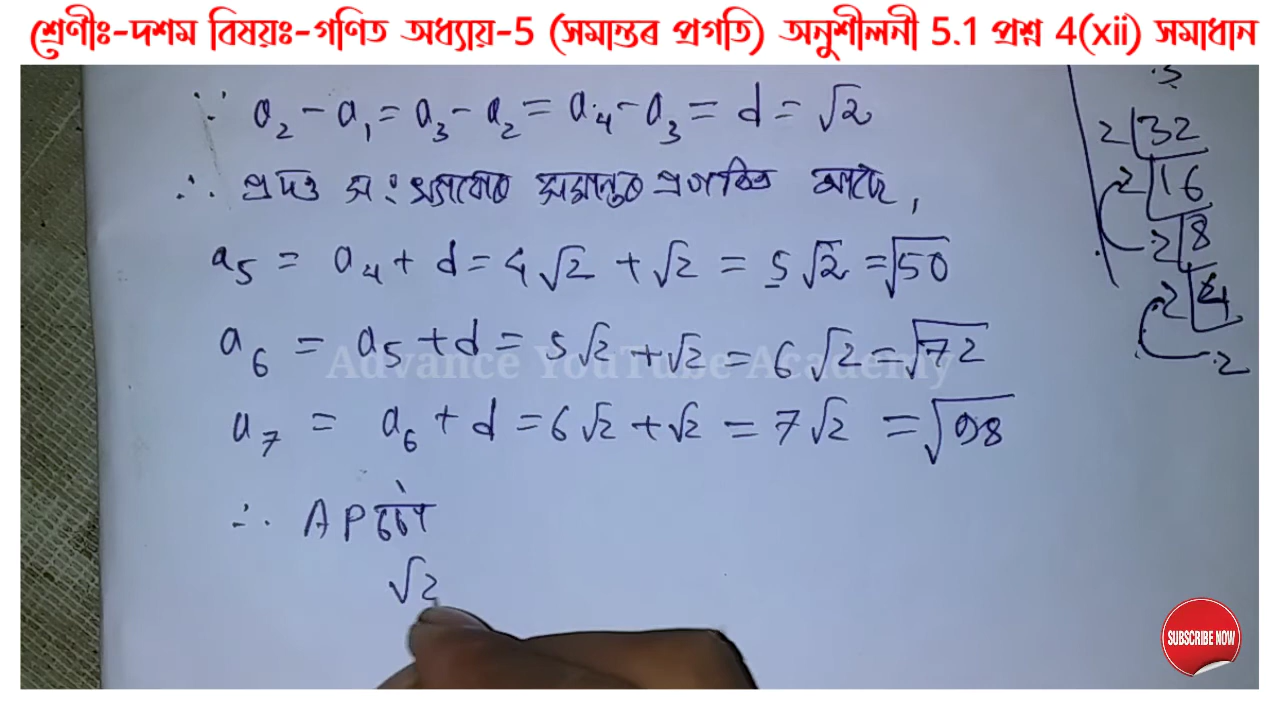 শ্ৰেণীঃ-দশম বিষয়ঃ-গণিত অধ্যায়-5 (সমান্তৰ প্ৰগতি) অনুশীলনী 5.1 প্ৰশ্ন 4(xii) সমাধান
∵ a₂ - a₁ = a₃ - a₂ = a₄ - a₃ = d = √2
∴ প্ৰদত্ত সমান্তৰ প্ৰগতিত আছে,
a₅ = a₄ + d = 4√2 + √2 = 5√2 = √50
a₆ = a₅ + d = 5√2 + √2 = 6√2 = √72
a₇ = a₆ + d = 6√2 + √2 = 7√2 = √98
∴ AP
√2
2 32
2 16
2 8
2 4
2
Advance YouTube Academy
SUBSCRIBE NOW